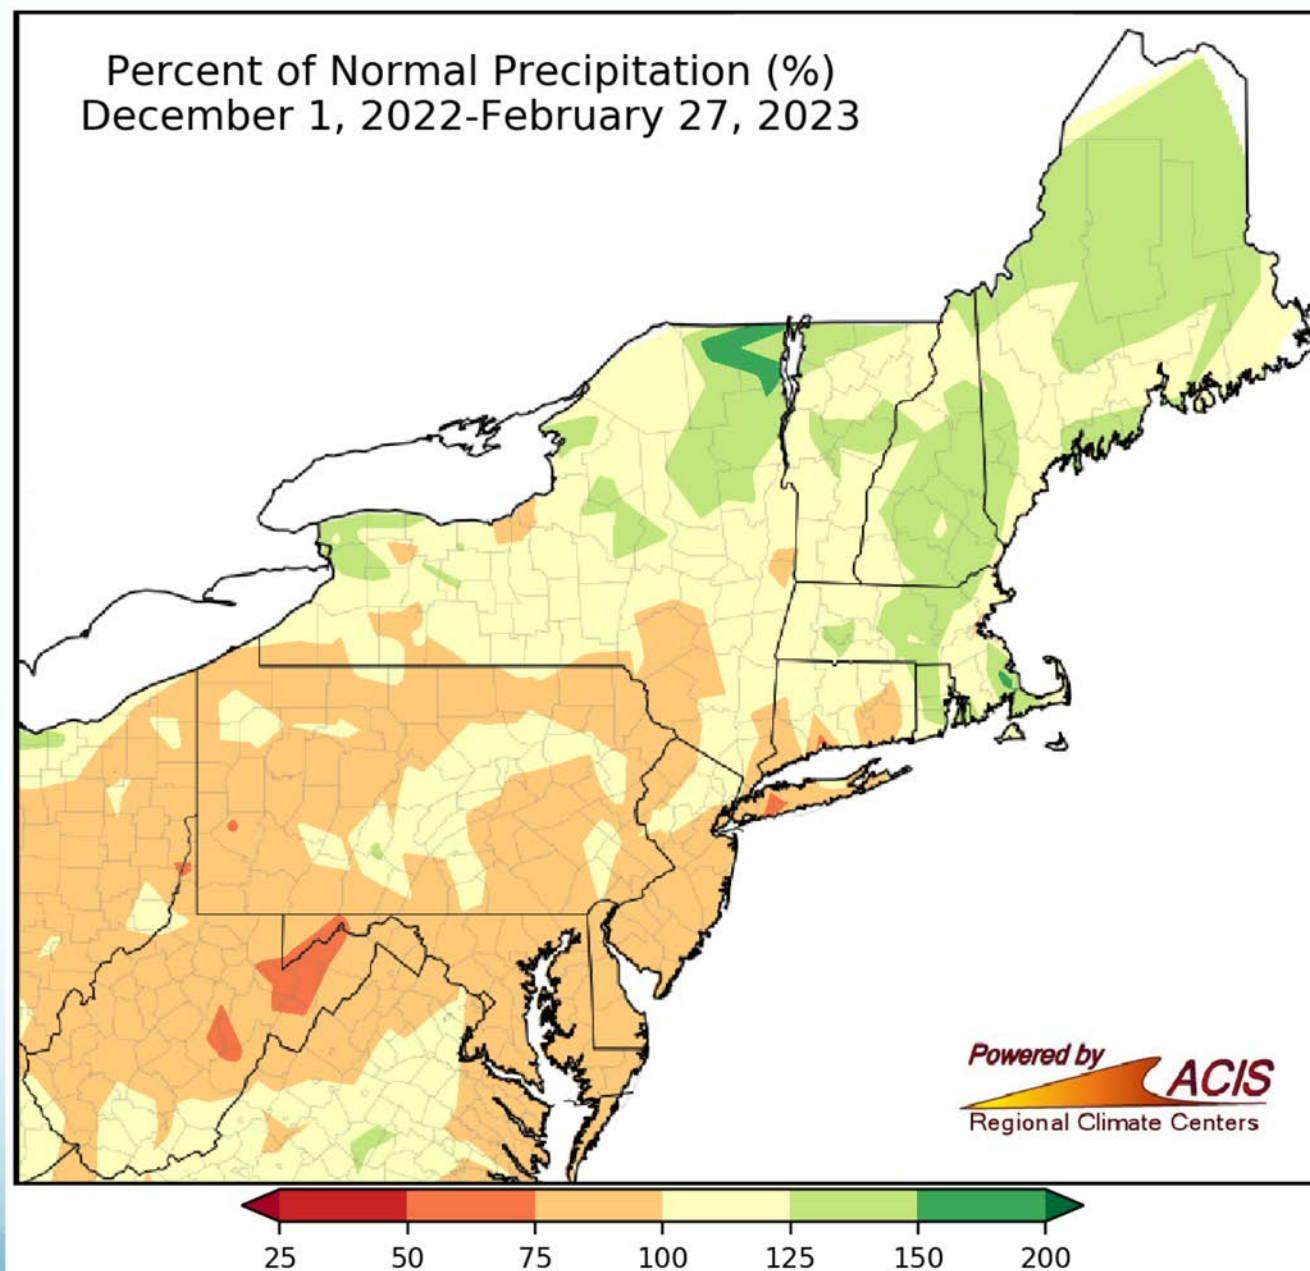 Percent of Normal Precipitation (%)
December 1, 2022-February 27, 2023
Powered by
ACIS
Regional Climate Centers
25 50 75 100 125 150 200